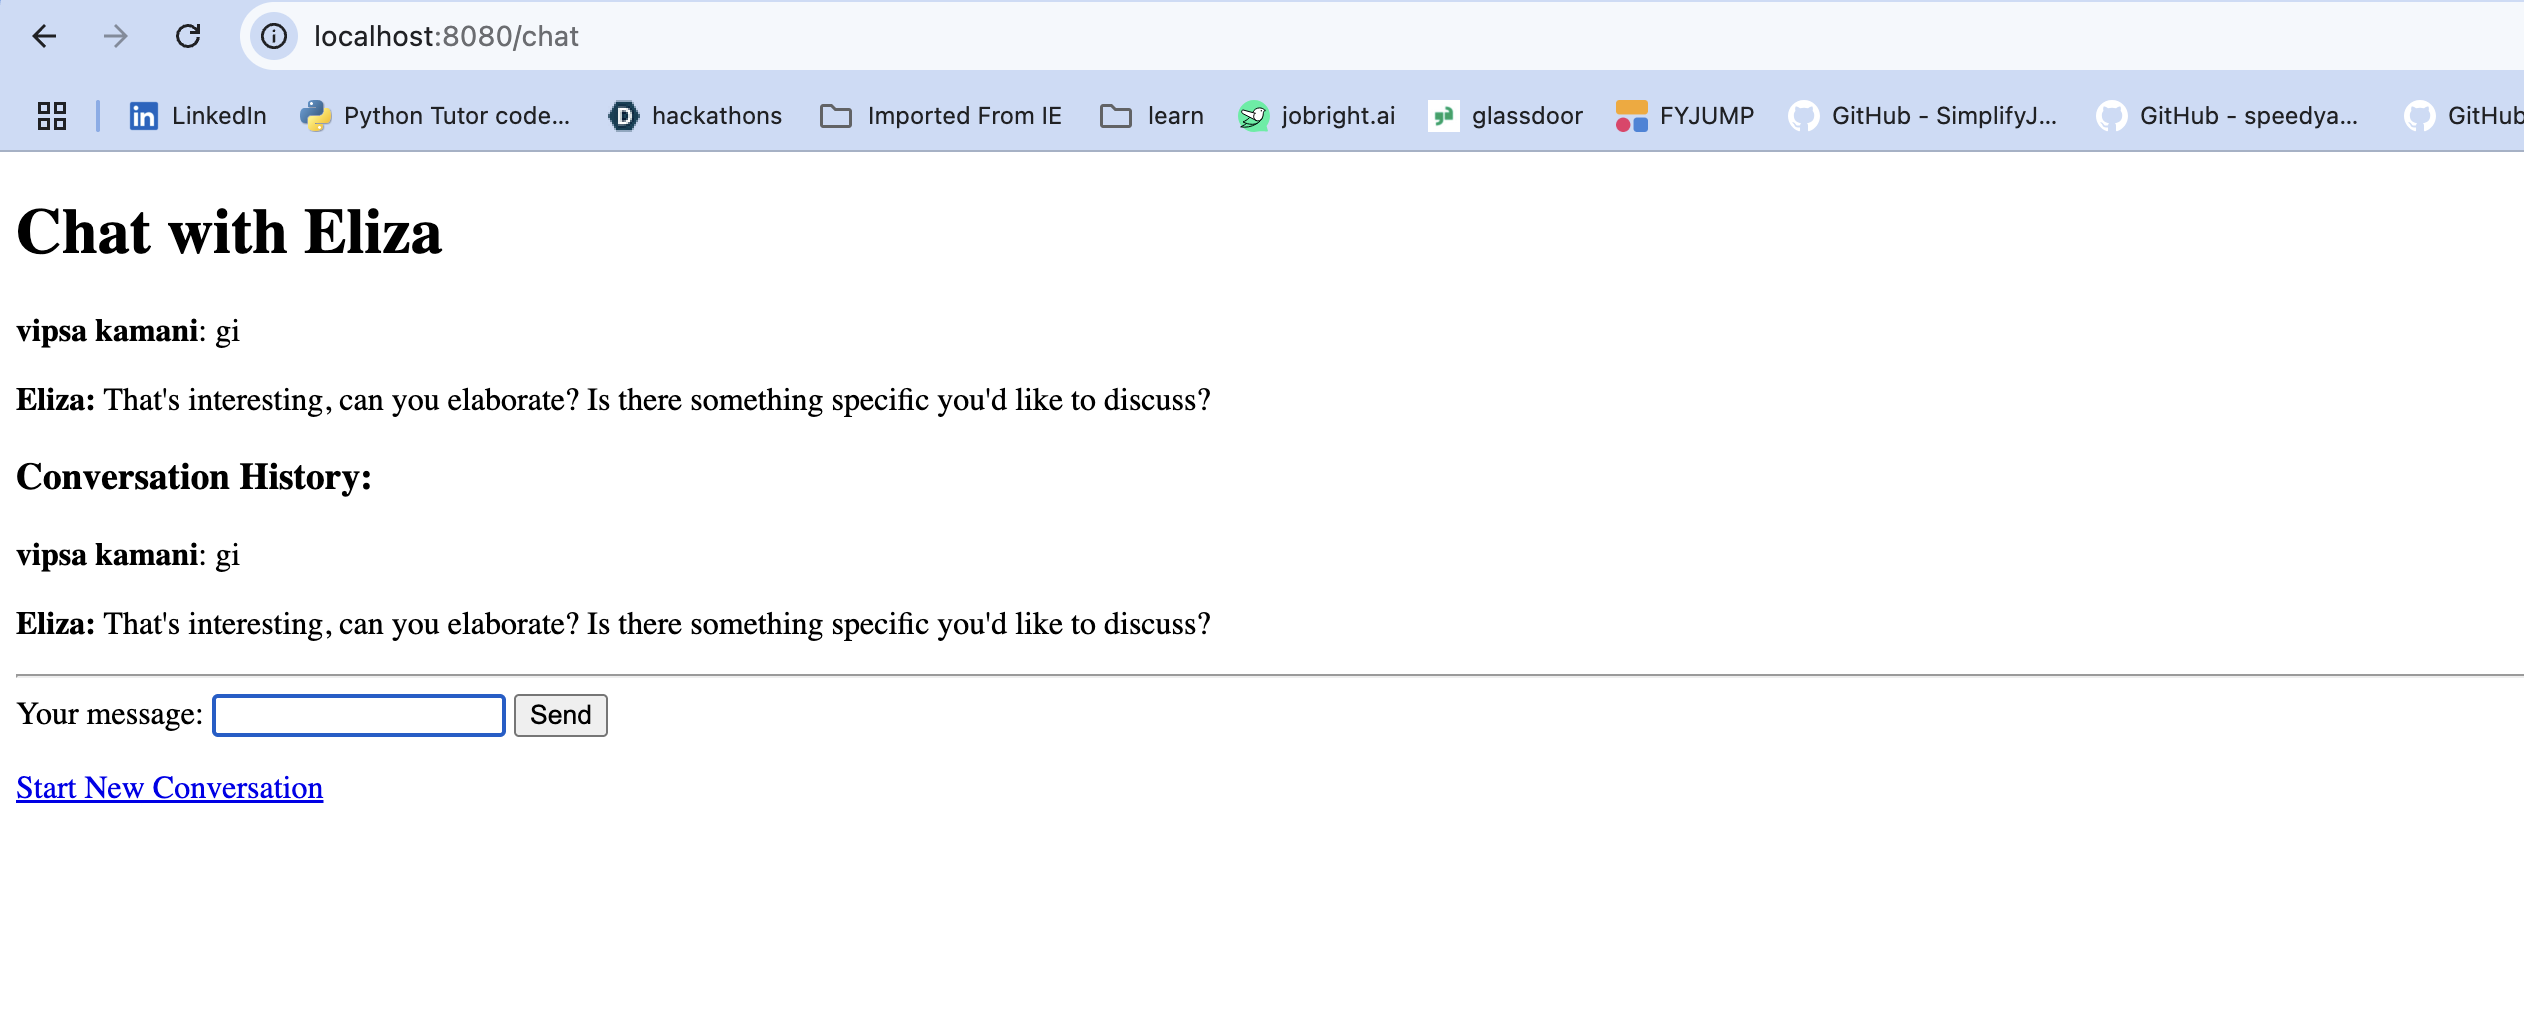 localhost:8080/chat
LinkedIn Python Tutor code... hackathons Imported From IE learn jobright.ai glassdoor FYJUMP GitHub - SimplifyJ... GitHub - speedya... GitHub
Chat with Eliza
vipsa kamani: gi
Eliza: That's interesting, can you elaborate? Is there something specific you'd like to discuss?
Conversation History:
vipsa kamani: gi
Eliza: That's interesting, can you elaborate? Is there something specific you'd like to discuss?
Your message: Send
Start New Conversation